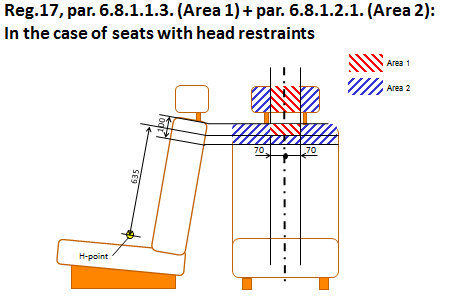 Reg.17, par. 6.8.1.1.3. (Area 1) + par. 6.8.1.2.1. (Area 2):
In the case of seats with head restraints
Area 1
Area 2
100
70
70
635
H-point